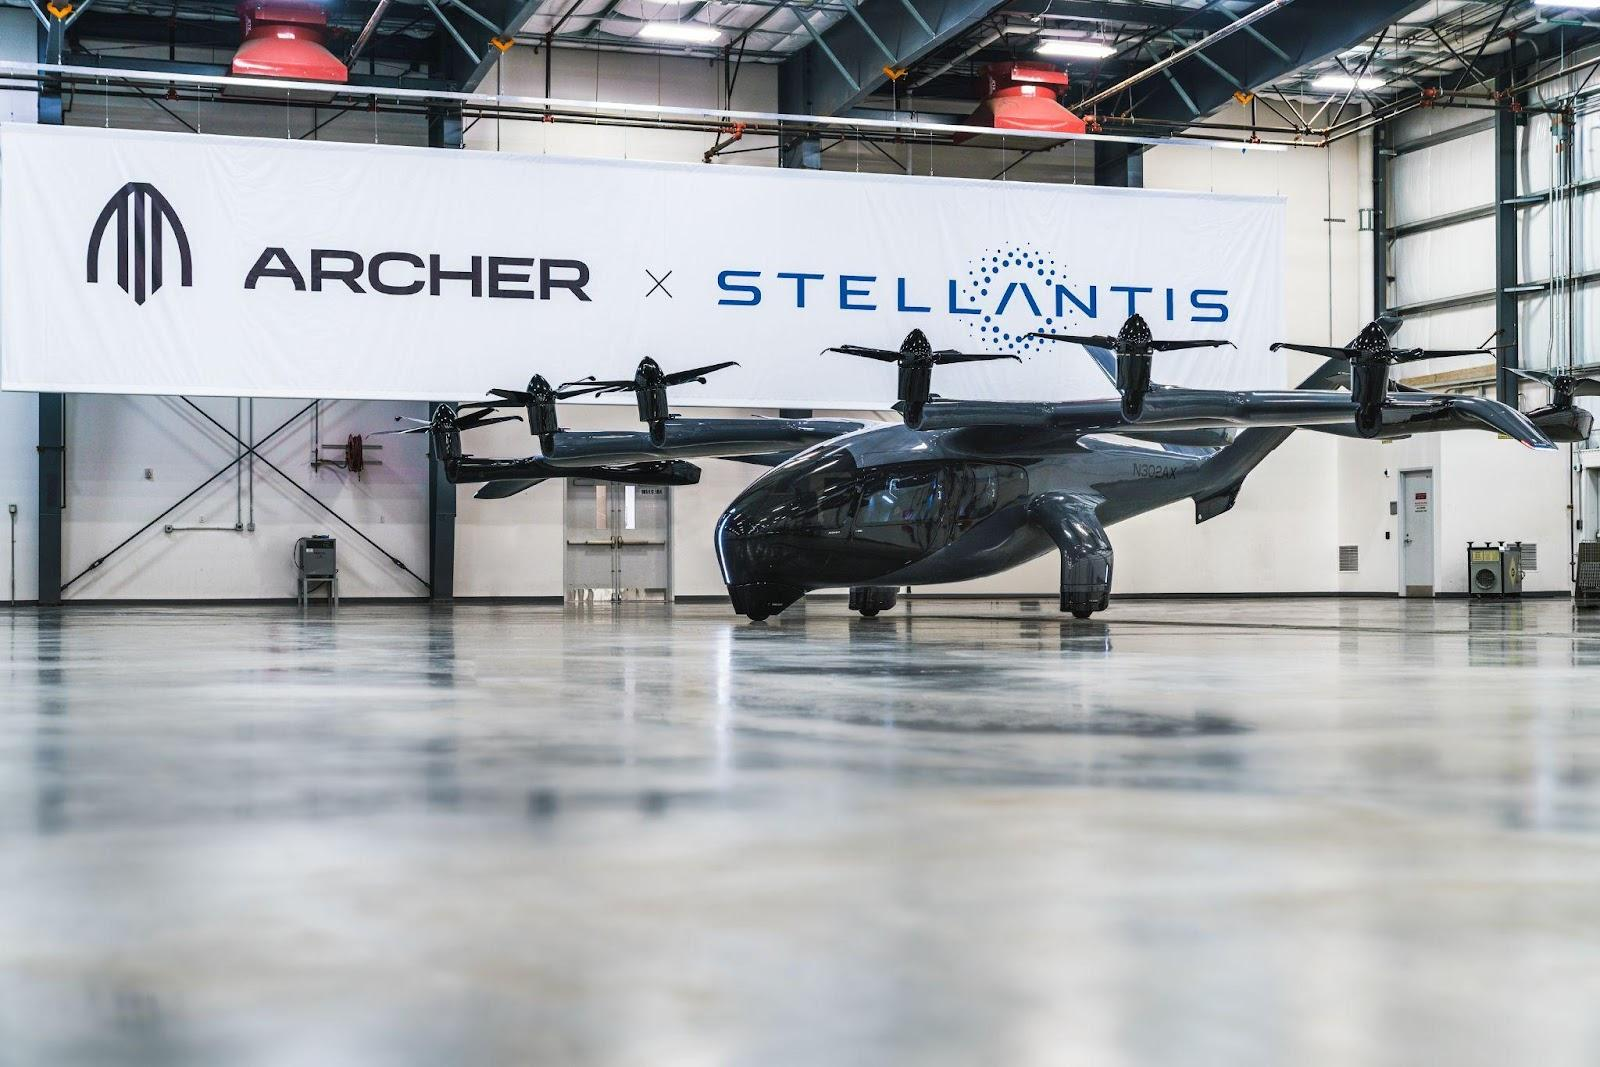 ARCHER × STELLANTIS
N302AX